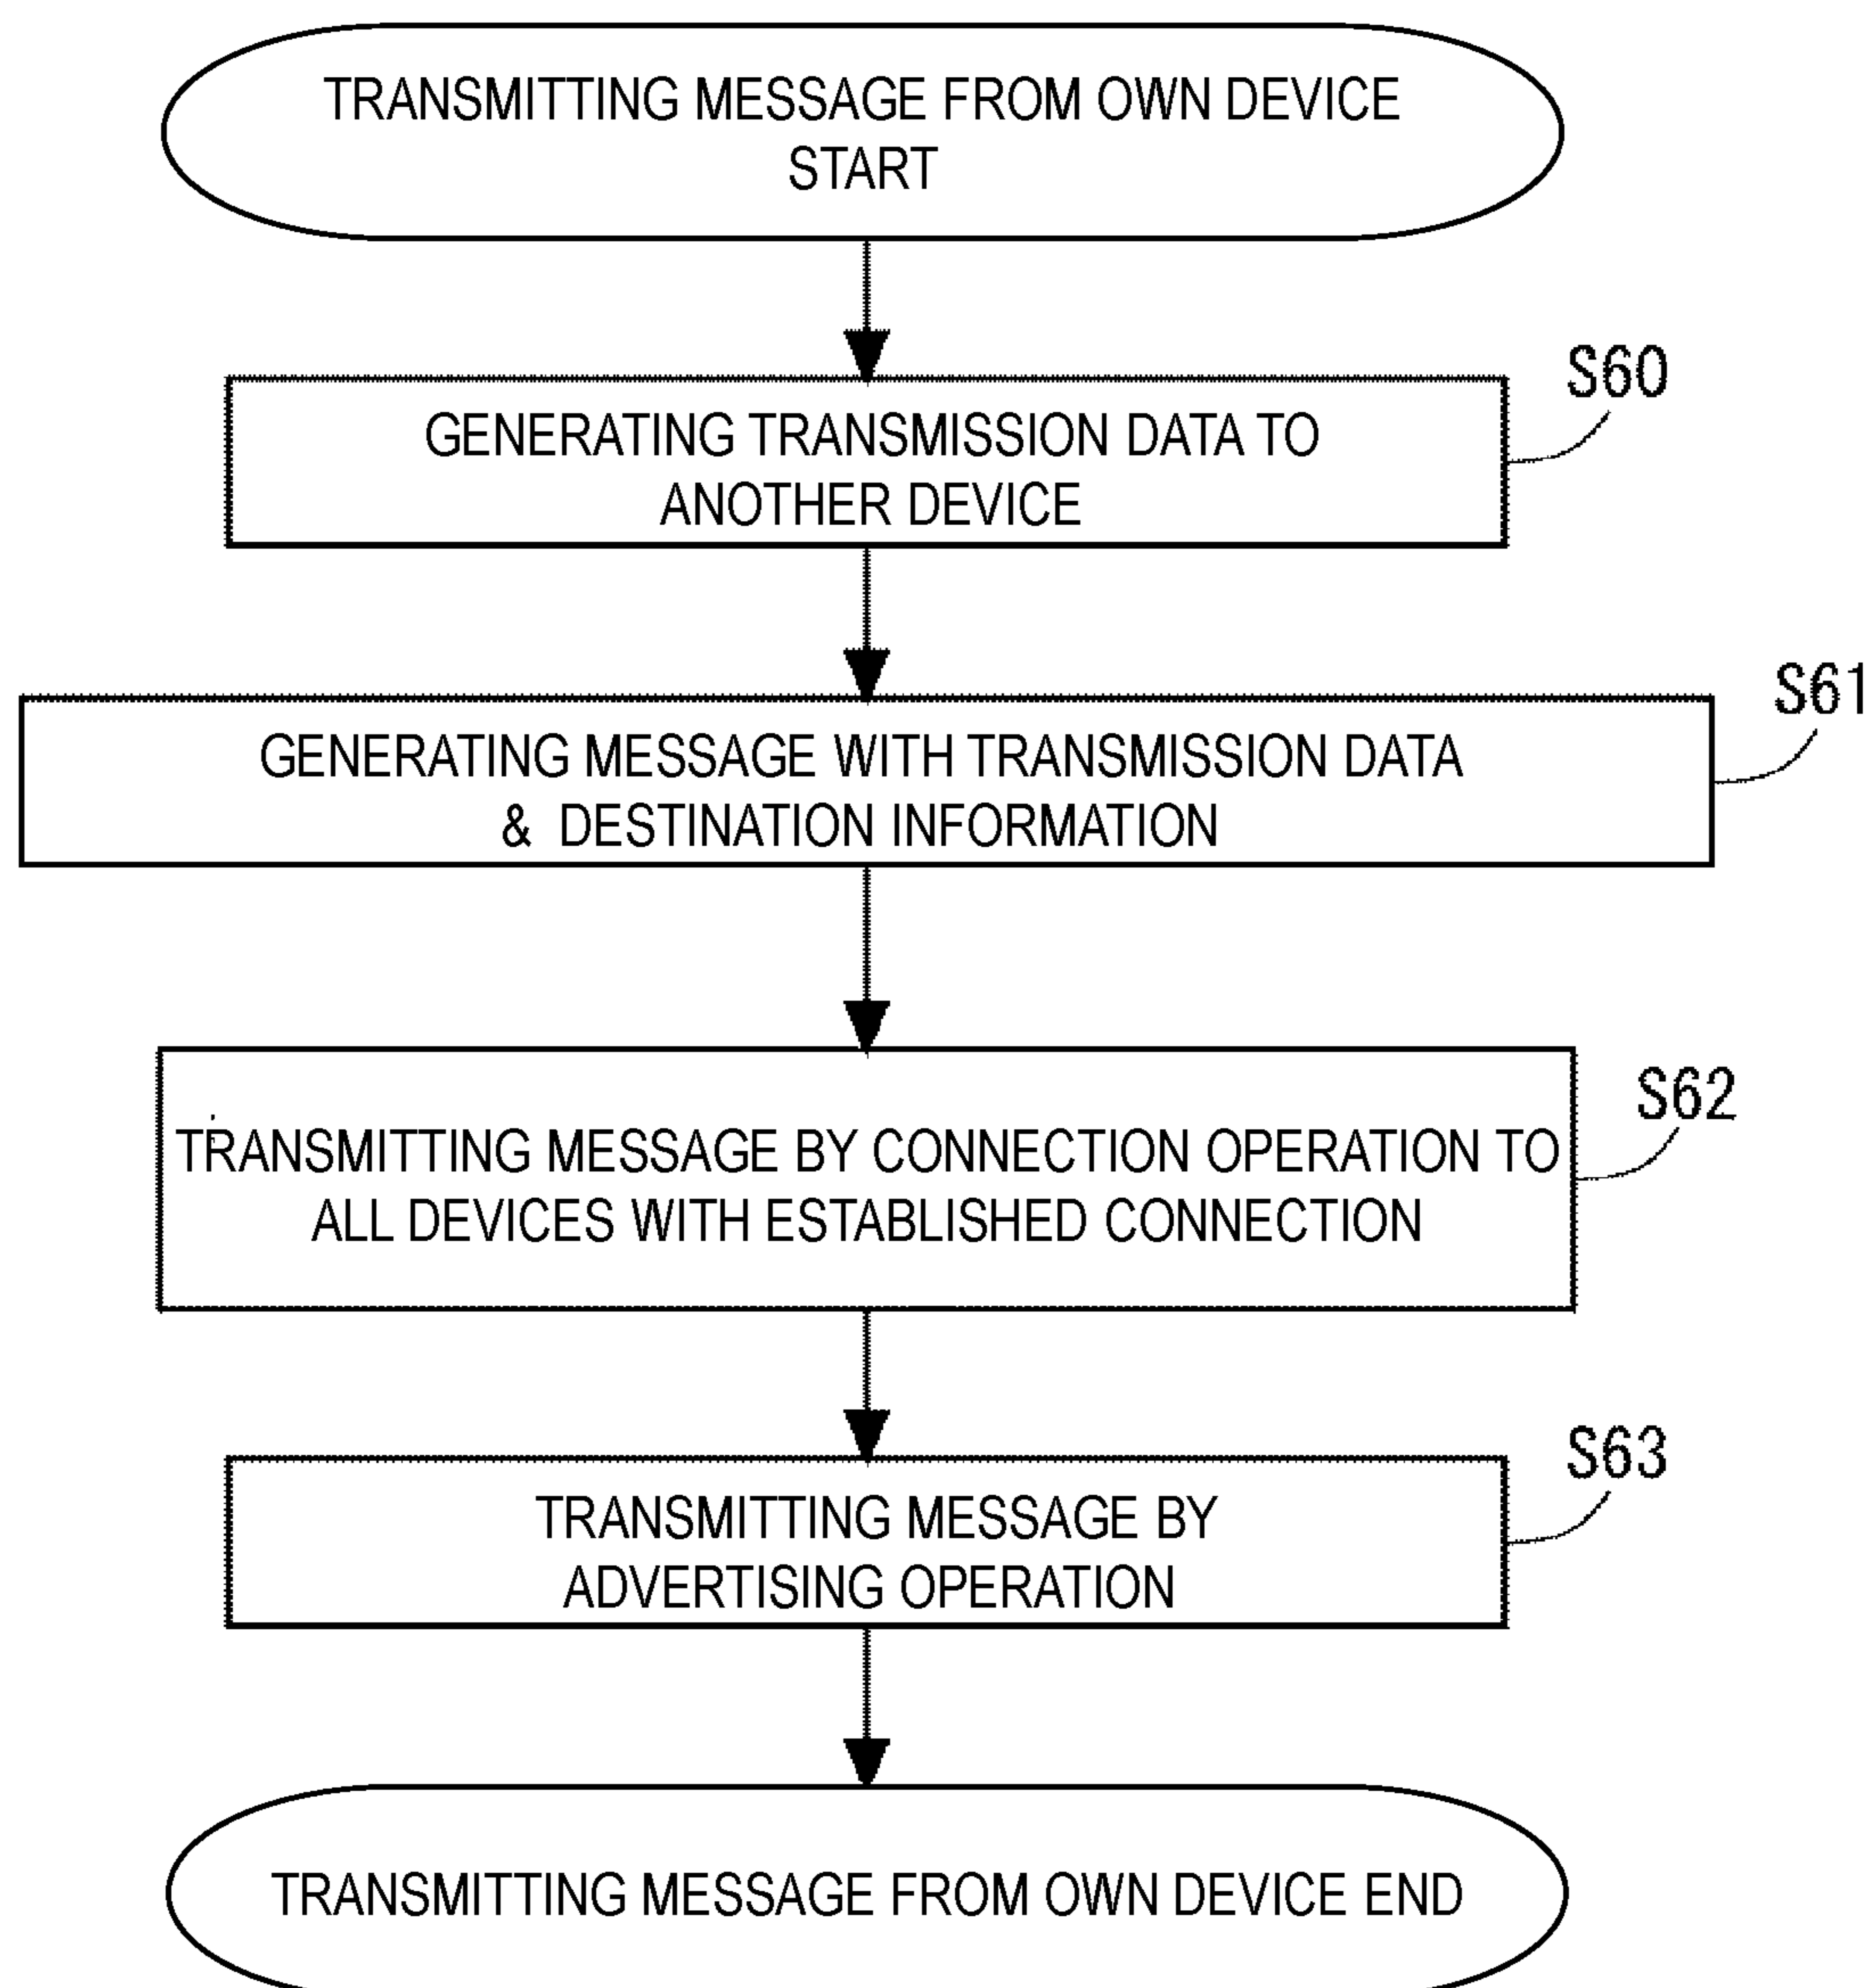 TRANSMITTING MESSAGE FROM OWN DEVICE
START
S60
GENERATING TRANSMISSION DATA TO
ANOTHER DEVICE
S61
GENERATING MESSAGE WITH TRANSMISSION DATA
& DESTINATION INFORMATION
S62
TRANSMITTING MESSAGE BY CONNECTION OPERATION TO
ALL DEVICES WITH ESTABLISHED CONNECTION
S63
TRANSMITTING MESSAGE BY
ADVERTISING OPERATION
TRANSMITTING MESSAGE FROM OWN DEVICE END